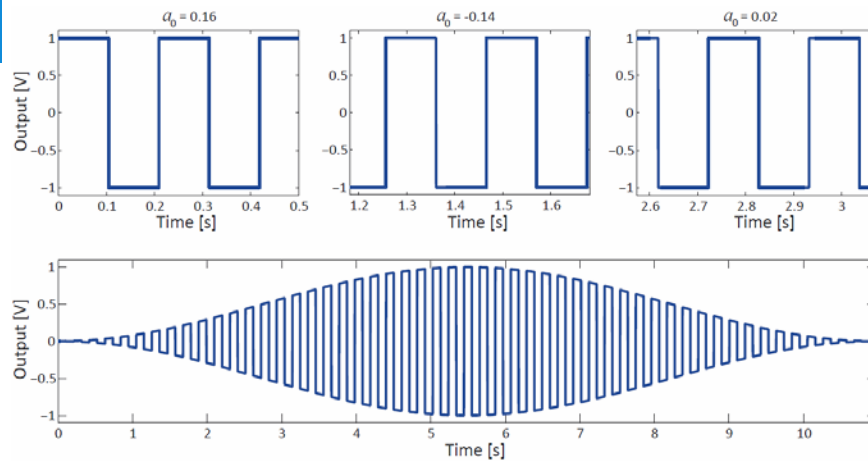 a0 = 0.16
a0 = -0.14
a0 = 0.02
Output [V]
1
0.5
0
−0.5
−1
0 0.1 0.2 0.3 0.4 0.5
Time [s]
1
0.5
0
−0.5
−1
1.2 1.3 1.4 1.5 1.6
Time [s]
Output [V]
1
0.5
0
−0.5
−1
2.6 2.7 2.8 2.9 3
Time [s]
Output [V]
1
0.5
0
−0.5
−1
0 1 2 3 4 5 6 7 8 9 10
Time [s]